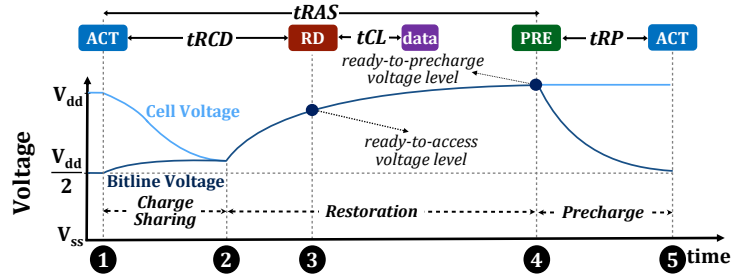 tRAS
ACT tRCD RD tCL data PRE tRP ACT
ready-to-precharge
voltage level
Vdd
Cell Voltage
ready-to-access
voltage level
Vdd
2
Bitline Voltage
Voltage
Charge
Sharing
Restoration
Precharge
Vss
1 2 3 4 5 time